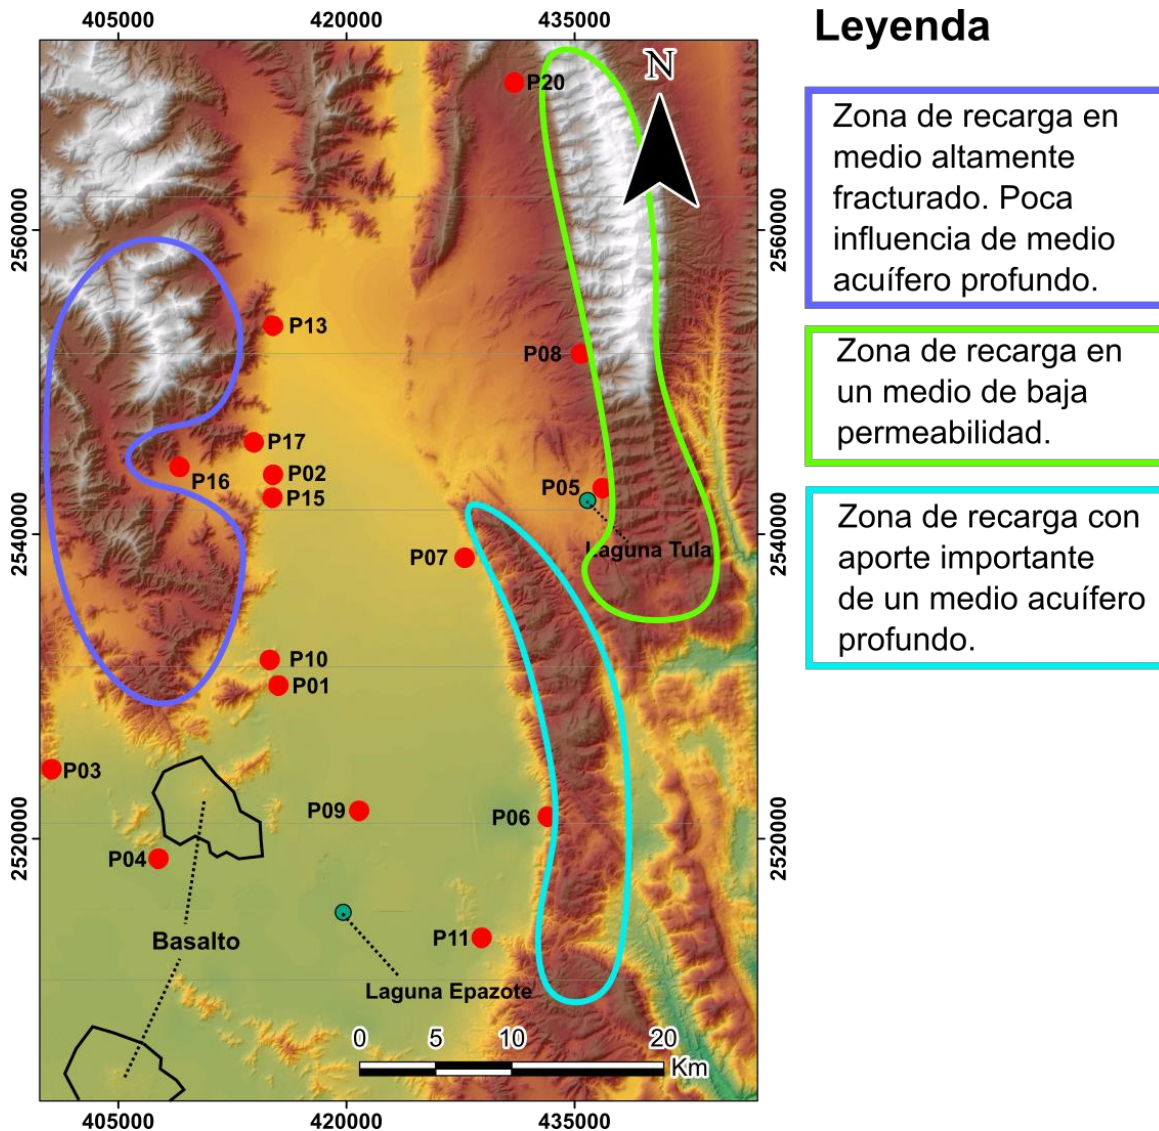 405000 420000 435000
Leyenda
N
P20
Zona de recarga en
medio altamente
fracturado. Poca
influencia de medio
acuífero profundo.
2560000
2560000
P13
P08
Zona de recarga en
un medio de baja
permeabilidad.
P17
P16
P02
P15
P05
Zona de recarga con
aporte importante
de un medio acuífero
profundo.
2540000
2540000
Laguna Tula
P07
P10
P01
P03
P09
P06
2520000
2520000
P04
Basalto
P11
Laguna Epazote
0 5 10 20
Km
405000 420000 435000